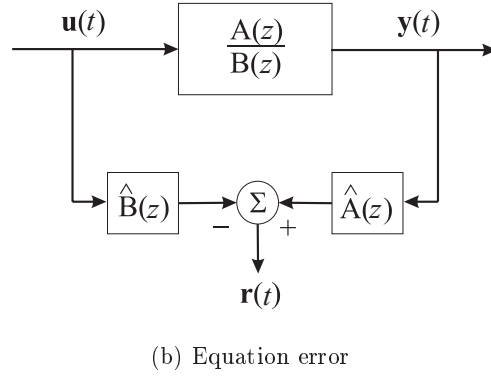 u(t)
A(z)
B(z)
y(t)
^
B(z)
Σ
^
A(z)
− +
r(t)
(b) Equation error